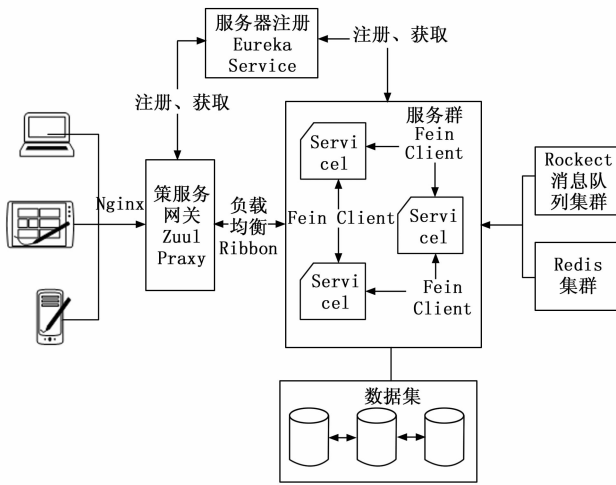 服务器注册
Eureka
Service
注册、获取
注册、获取
Nginx
策服务
网关
Zuul
Praxy
负载
均衡
Ribbon
服务群
Fein
Client
Servi
cel
Fein Client
Servi
cel
Servi
cel
Fein
Client
Rockect
消息队
列集群
Redis
集群
数据集